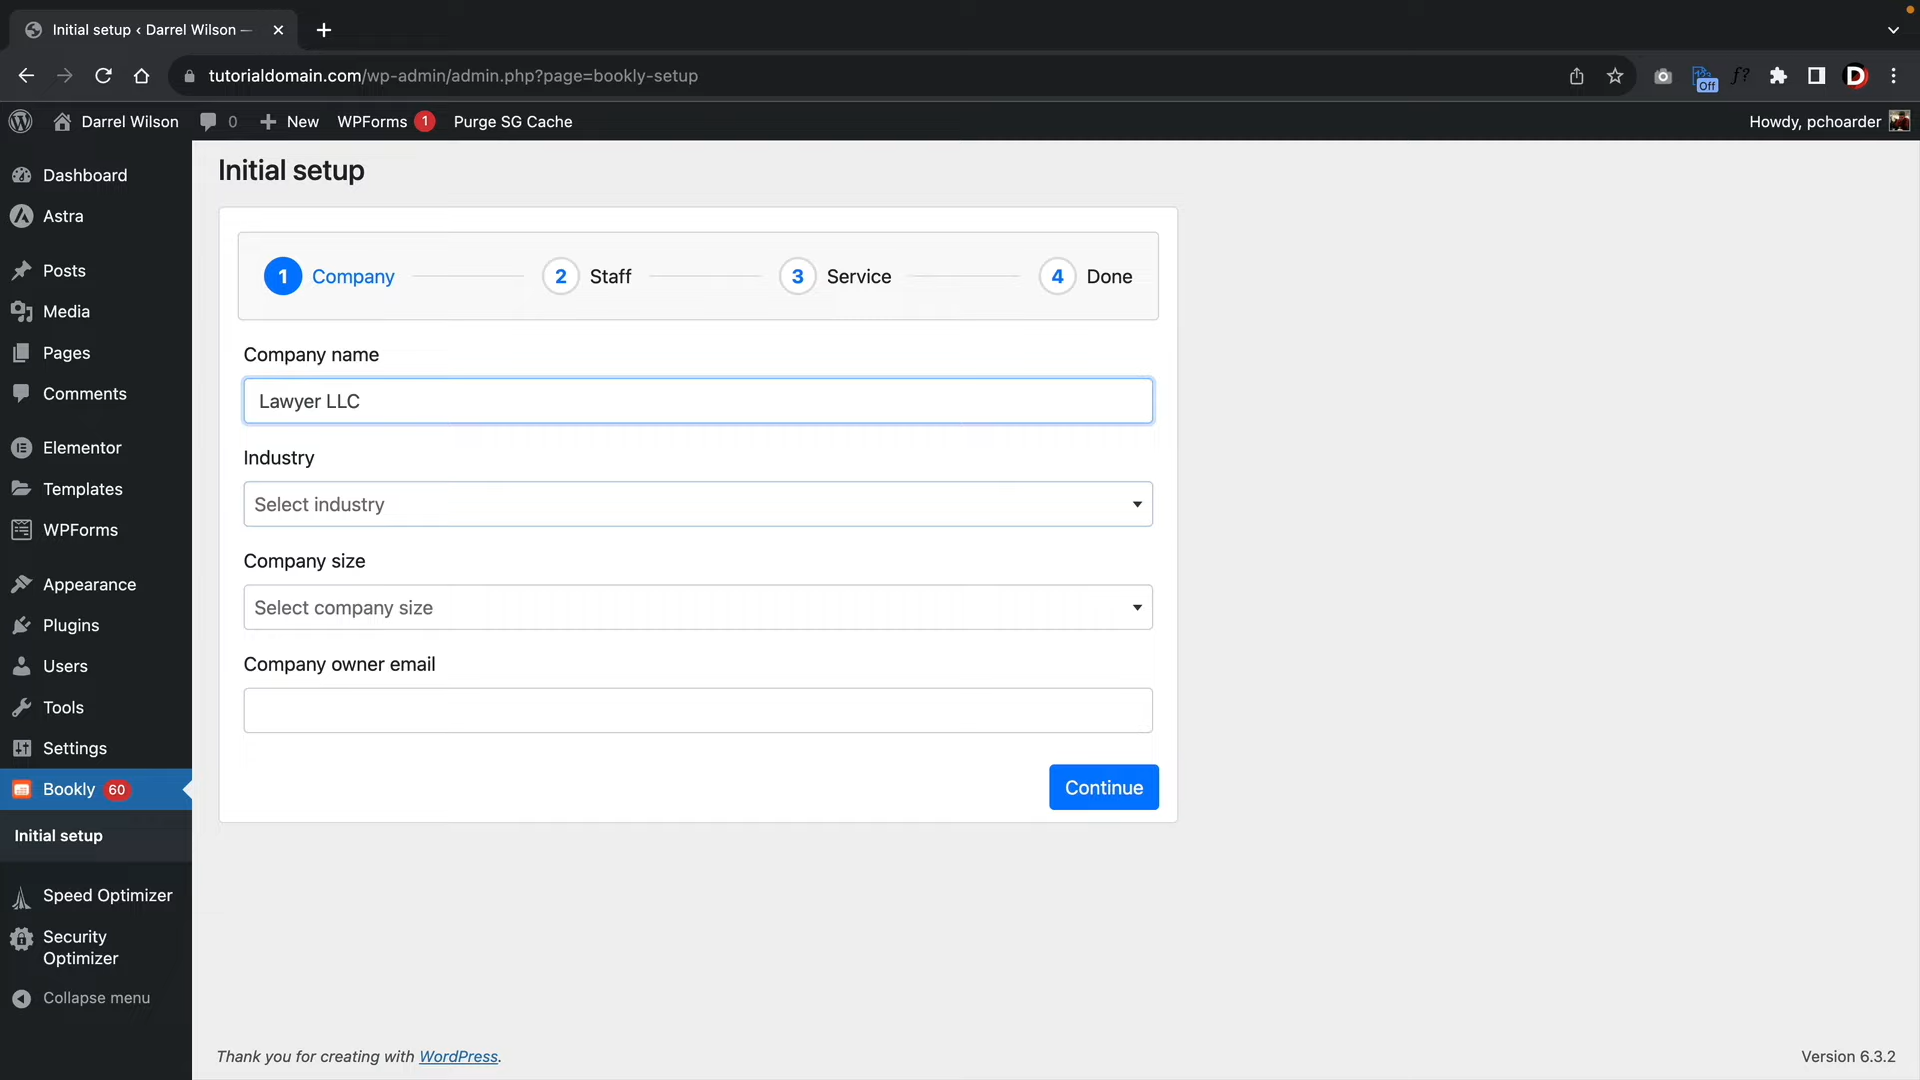 Initial setup ‹ Darrel Wilson —
tutorialdomain.com/wp-admin/admin.php?page=bookly-setup
Off
f?
D
Darrel Wilson
0
New
WPForms 1
Purge SG Cache
Howdy, pchoarder
Dashboard
Astra
Posts
Media
Pages
Comments
Elementor
Templates
WPForms
Appearance
Plugins
Users
Tools
Settings
Bookly 60
Initial setup
Speed Optimizer
Security
Optimizer
Collapse menu
Initial setup
1 Company
2 Staff
3 Service
4 Done
Company name
Lawyer LLC
Industry
Select industry
Company size
Select company size
Company owner email
Continue
Thank you for creating with WordPress.
Version 6.3.2